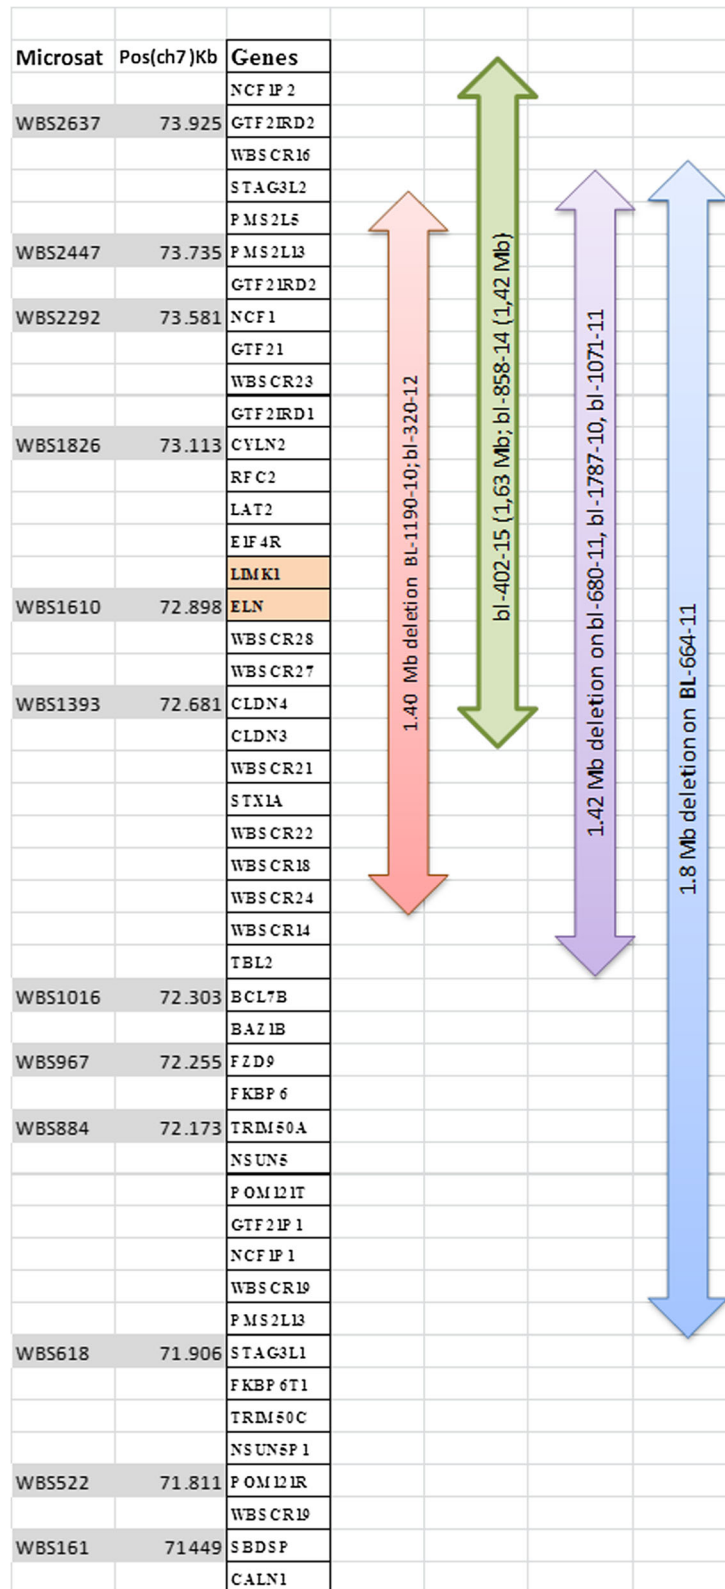 Microsat Pos(ch7)Kb Genes
NCF1P2
WBS2637 73.925 GTF2IRD2
WBSCR16
STAG3L2
PMS2L5
WBS2447 73.735 PMS2L13
GTF2IRD2
WBS2292 73.581 NCF1
GTF21
WBSCR23
GTF2IRD1
WBS1826 73.113 CYLN2
RFC2
LAT2
EIF4R
LIMK1
WBS1610 72.898 ELN
WBSCR28
WBSCR27
WBS1393 72.681 CLDN4
CLDN3
WBSCR21
STX1A
WBSCR22
WBSCR18
WBSCR24
WBSCR14
TBL2
WBS1016 72.303 BCL7B
BAZ1B
WBS967 72.255 FZD9
FKBP6
WBS884 72.173 TRIM50A
NSUN5
POM121T
GTF21P1
NCF1P1
WBSCR19
PMS2L13
WBS618 71.906 STAG3L1
FKBP6T1
TRIM50C
NSUN5P1
WBS522 71.811 POM121R
WBSCR19
WBS161 71449 SBDSP
CALN1
1.40 Mb deletion BL-1190-10; bl-320-12
bl-402-15 (1,63 Mb; bl-858-14 (1,42 Mb)
1.42 Mb deletion on bl-680-11, bl-1787-10, bl-1071-11
1.8 Mb deletion on BL-664-11